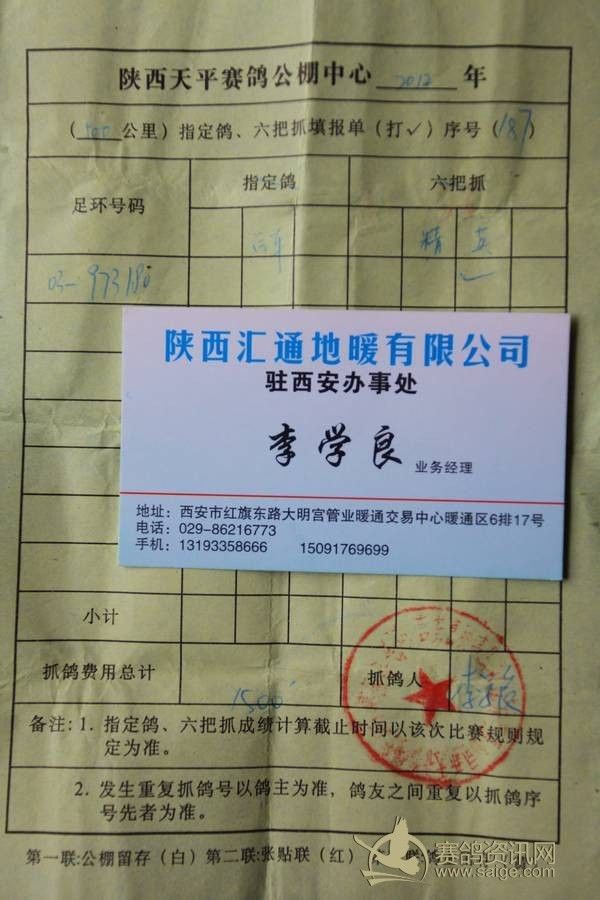 陕西天平赛鸽公棚中心 2012 年
(500公里)指定鸽、六把抓填报单(打✓)序号(187)
足环号码 指定鸽 六把抓
精 英
03-973180 ✓
陕西汇通地暖有限公司
驻西安办事处
李学良 业务经理
地址:西安市红旗东路大明宫管业暖通交易中心暖通区6排17号
电话:029-86216773
手机:13193358666 15091769699
小计
抓鸽费用总计 1500 抓鸽人
备注:1. 指定鸽、六把抓成绩计算截止时间以该次比赛规则规
定为准。
2. 发生重复抓鸽号以鸽主为准,鸽友之间重复以抓鸽序
号先者为准。
第一联:公棚留存(白)第二联:张贴联(红)
赛鸽资讯网
www.saige.com